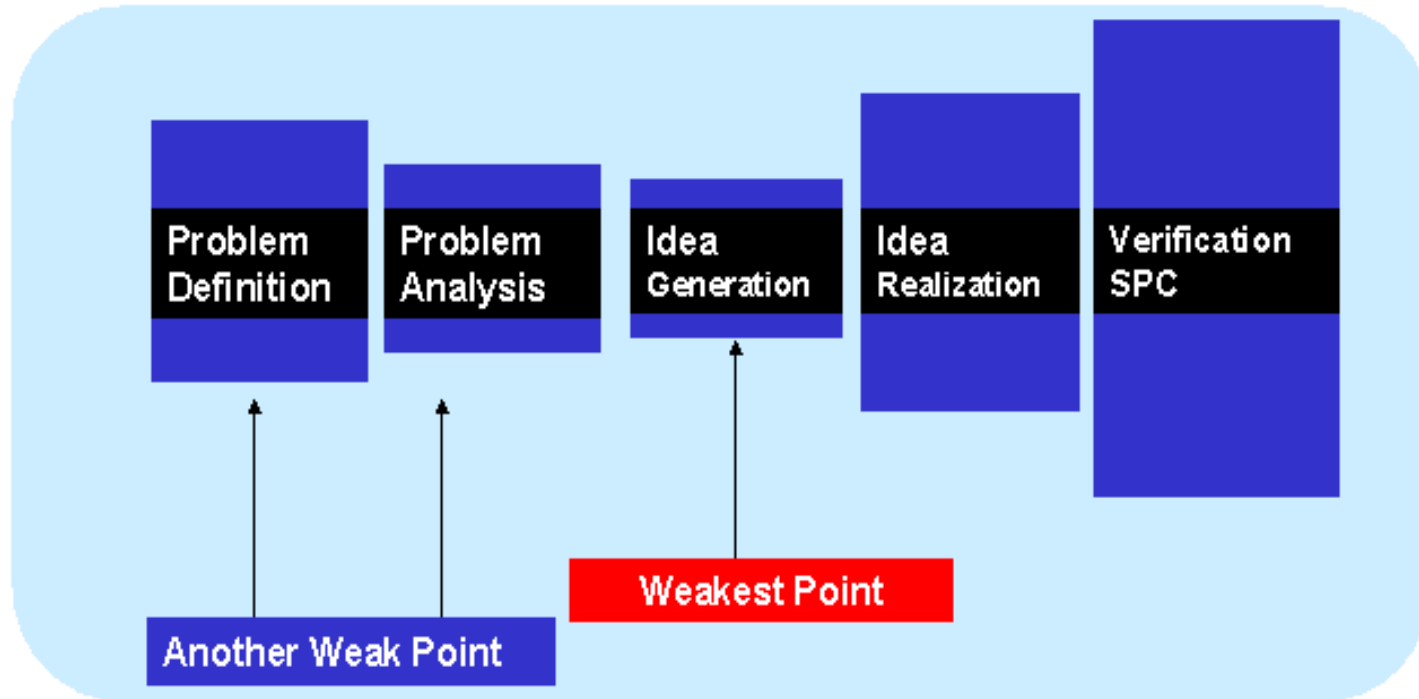 Problem
Definition
Problem
Analysis
Idea
Generation
Idea
Realization
Verification
SPC
Weakest Point
Another Weak Point